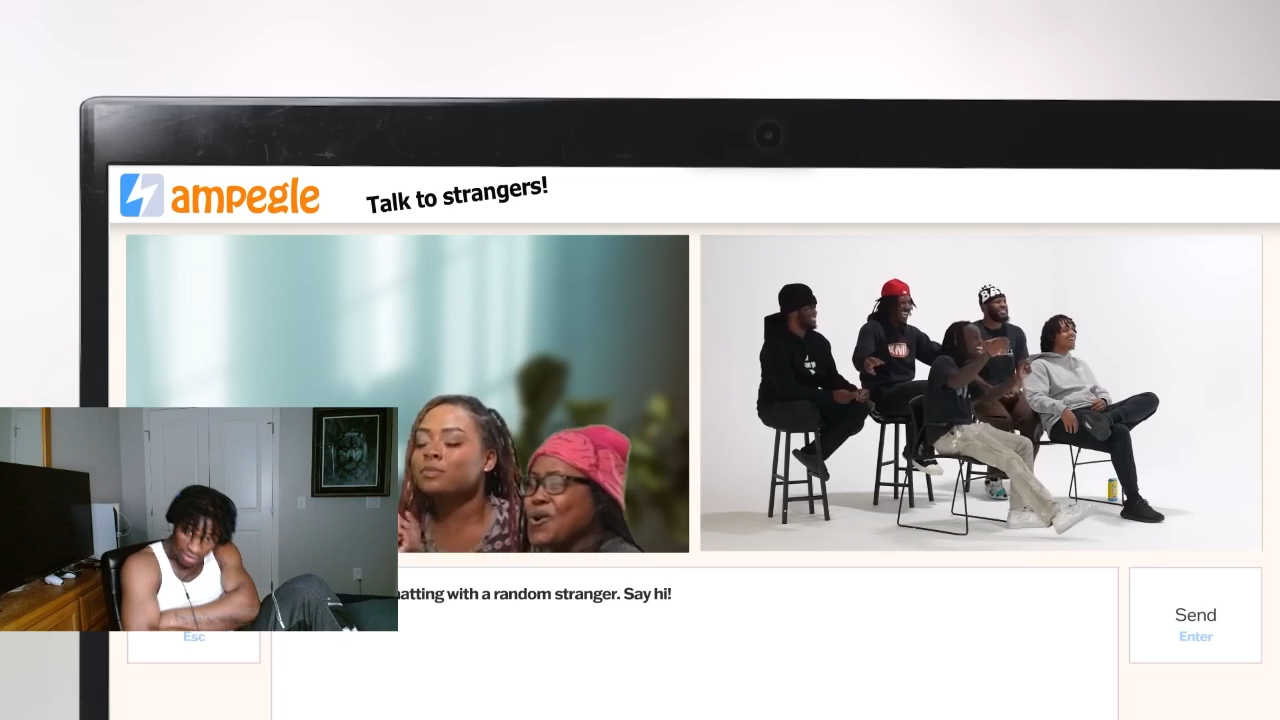 ampegle
Talk to strangers!
atting with a random stranger. Say hi!
Esc
Send
Enter